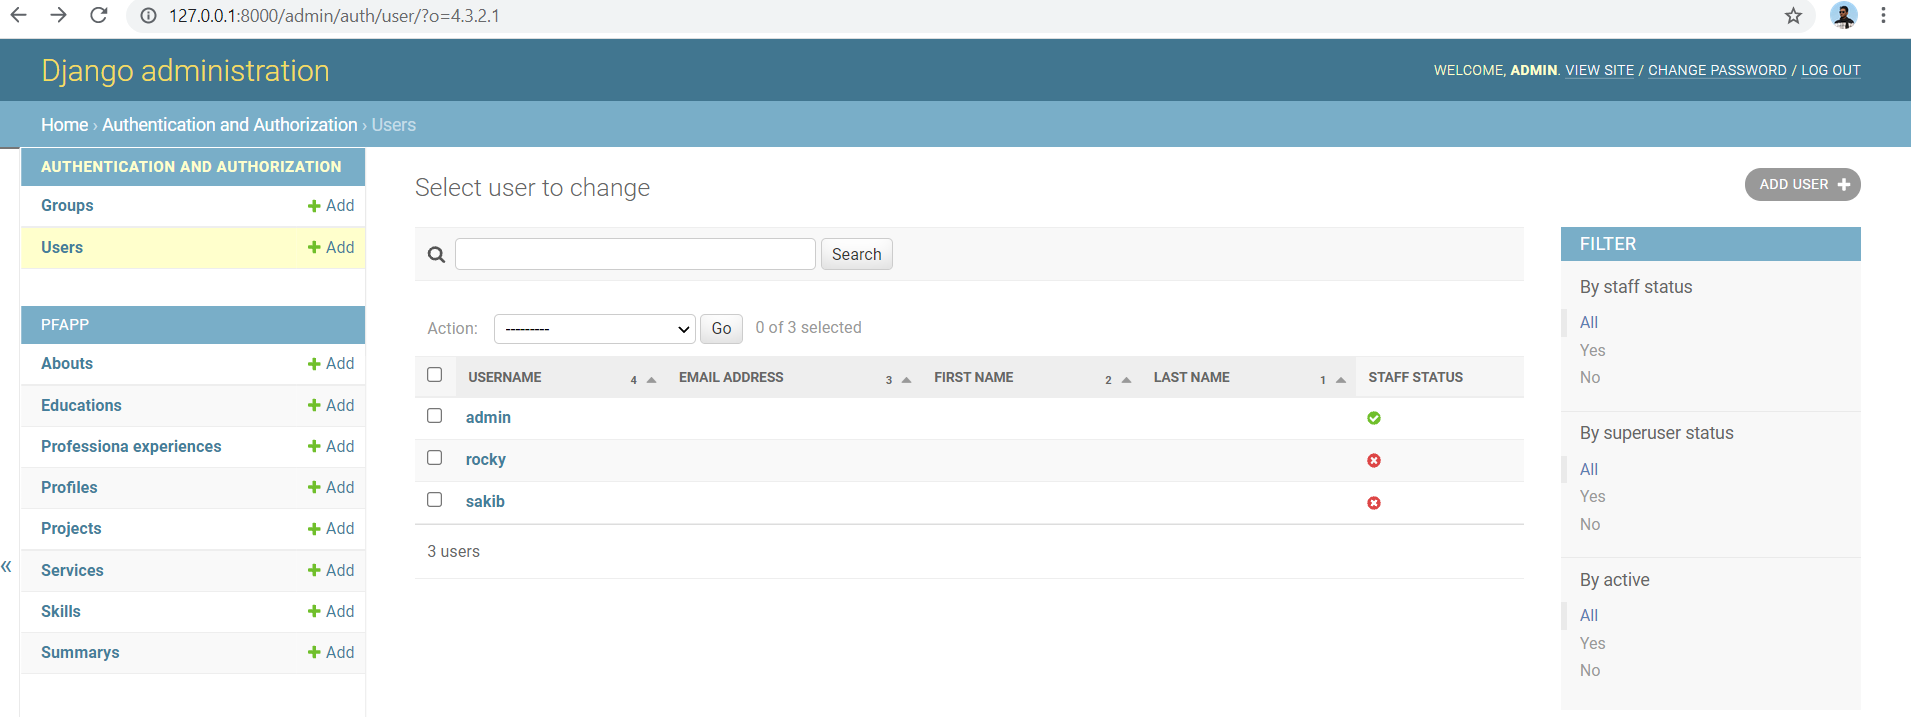 127.0.0.1:8000/admin/auth/user/?o=4.3.2.1
Django administration
WELCOME, ADMIN. VIEW SITE / CHANGE PASSWORD / LOG OUT
Home › Authentication and Authorization › Users
AUTHENTICATION AND AUTHORIZATION
Groups + Add
Users + Add
PFAPP
Abouts + Add
Educations + Add
Professiona experiences + Add
Profiles + Add
Projects + Add
Services + Add
Skills + Add
Summarys + Add
«
Select user to change
ADD USER +
Search
Action: --------- Go 0 of 3 selected
USERNAME 4 EMAIL ADDRESS 3 FIRST NAME 2 LAST NAME 1 STAFF STATUS
admin
rocky
sakib
3 users
FILTER
By staff status
All
Yes
No
By superuser status
All
Yes
No
By active
All
Yes
No